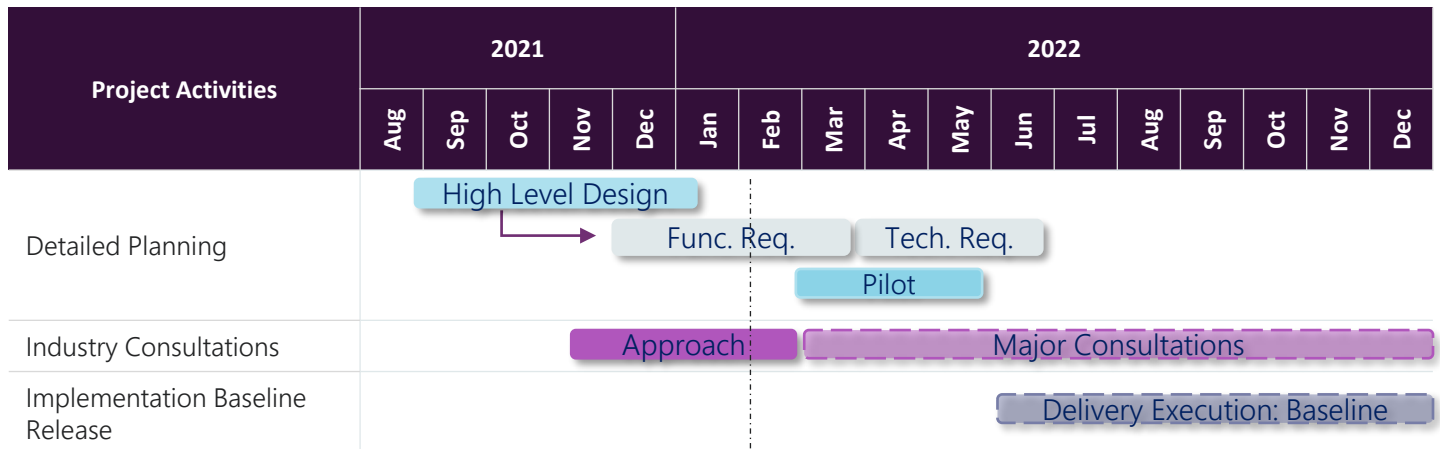 Project Activities
2021
2022
Aug
Sep
Oct
Nov
Dec
Jan
Feb
Mar
Apr
May
Jun
Jul
Aug
Sep
Oct
Nov
Dec
Detailed Planning
High Level Design
Func. Req.
Tech. Req.
Pilot
Industry Consultations
Approach
Major Consultations
Implementation Baseline
Release
Delivery Execution: Baseline